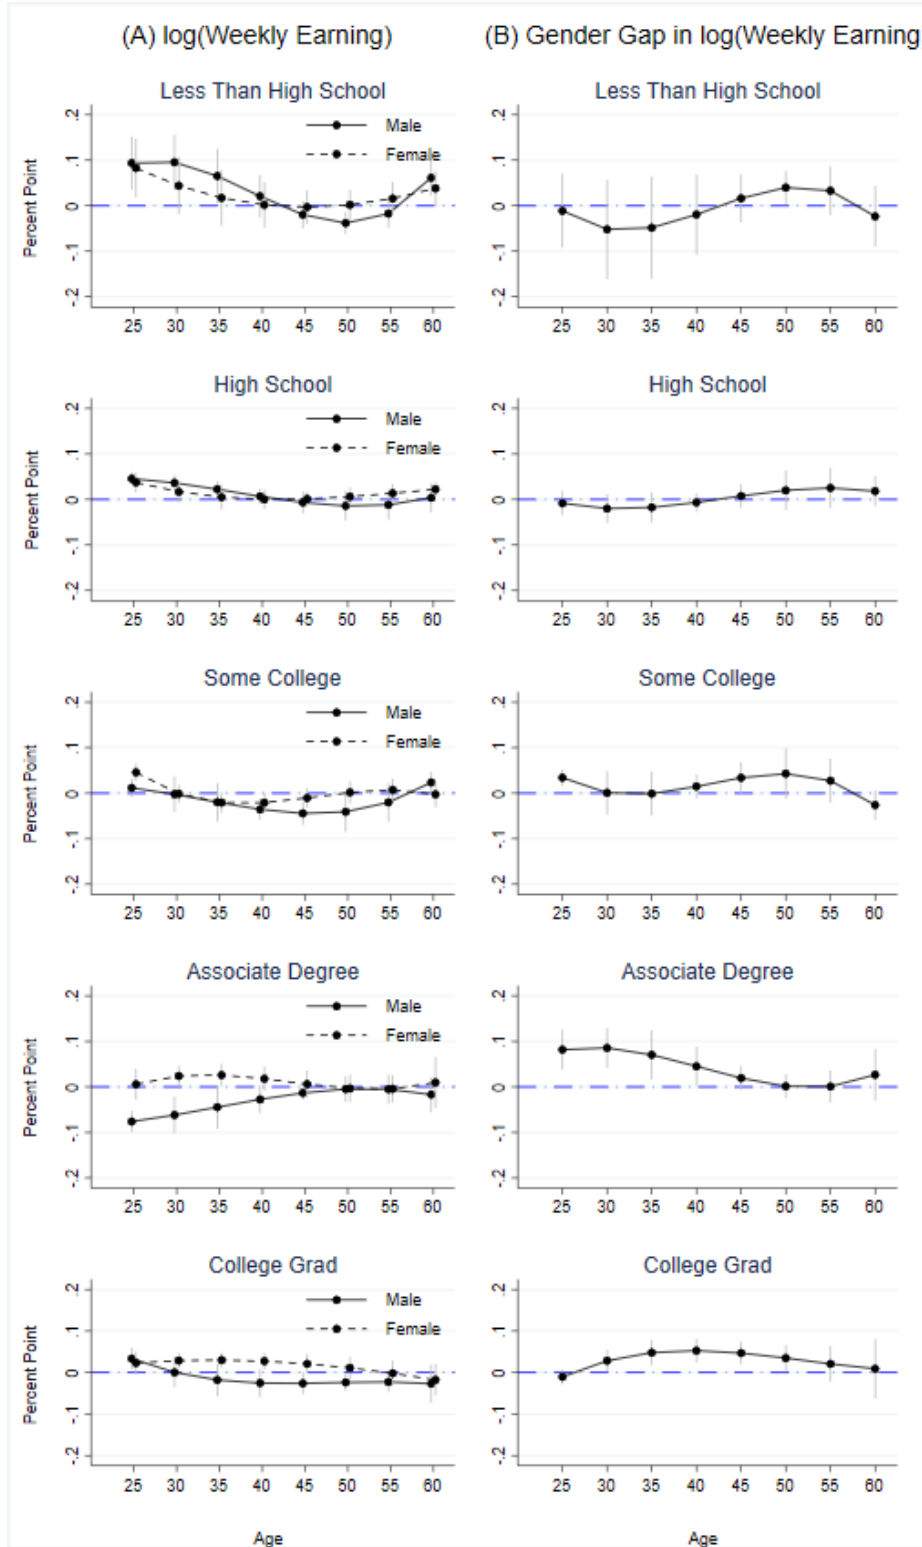 (A) log(Weekly Earning)
(B) Gender Gap in log(Weekly Earning
Less Than High School
Less Than High School
Male
Female
Percent Point
.2
.1
0
-.1
-.2
25 30 35 40 45 50 55 60
.2
.1
0
-.1
-.2
25 30 35 40 45 50 55 60
High School
High School
Male
Female
Percent Point
.2
.1
0
-.1
-.2
25 30 35 40 45 50 55 60
.2
.1
0
-.1
-.2
25 30 35 40 45 50 55 60
Some College
Some College
Male
Female
Percent Point
.2
.1
0
-.1
-.2
25 30 35 40 45 50 55 60
.2
.1
0
-.1
-.2
25 30 35 40 45 50 55 60
Associate Degree
Associate Degree
Male
Female
Percent Point
.2
.1
0
-.1
-.2
25 30 35 40 45 50 55 60
.2
.1
0
-.1
-.2
25 30 35 40 45 50 55 60
College Grad
College Grad
Male
Female
Percent Point
.2
.1
0
-.1
-.2
25 30 35 40 45 50 55 60
.2
.1
0
-.1
-.2
25 30 35 40 45 50 55 60
Age
Age